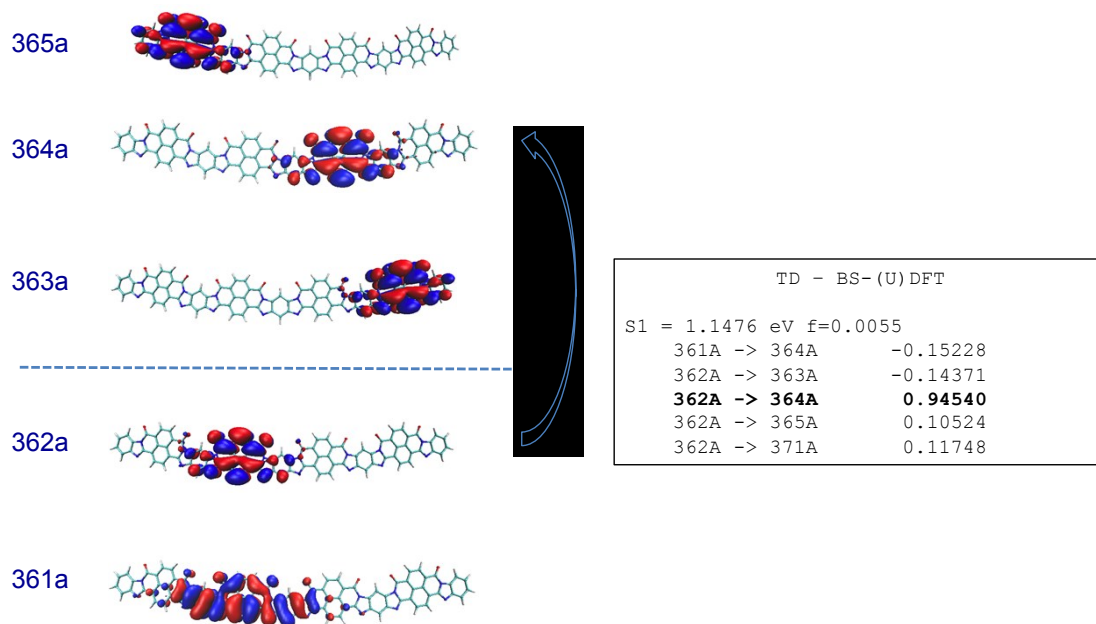 365a
364a
363a
362a
361a
TD - BS-(U)DFT
S1 = 1.1476 eV f=0.0055
361A -> 364A -0.15228
362A -> 363A -0.14371
362A -> 364A 0.94540
362A -> 365A 0.10524
362A -> 371A 0.11748